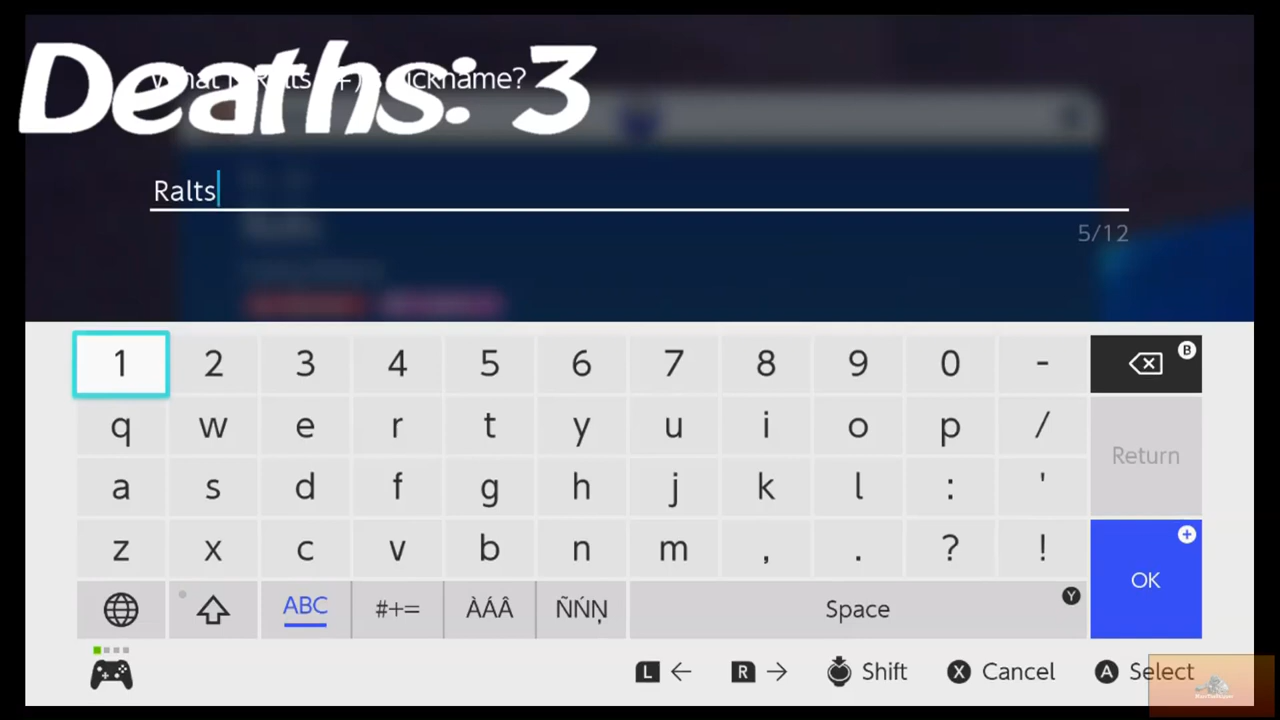 Deaths: 3
nickname?
Ralts
5/12
1 2 3 4 5 6 7 8 9 0 -
q w e r t y u i o p / Return
a s d f g h j k l : '
z x c v b n m , . ? ! OK
ABC #+= ÀÁÂ ÑŃŅ Space
L ← R → Shift X Cancel A Select
B
+
Y